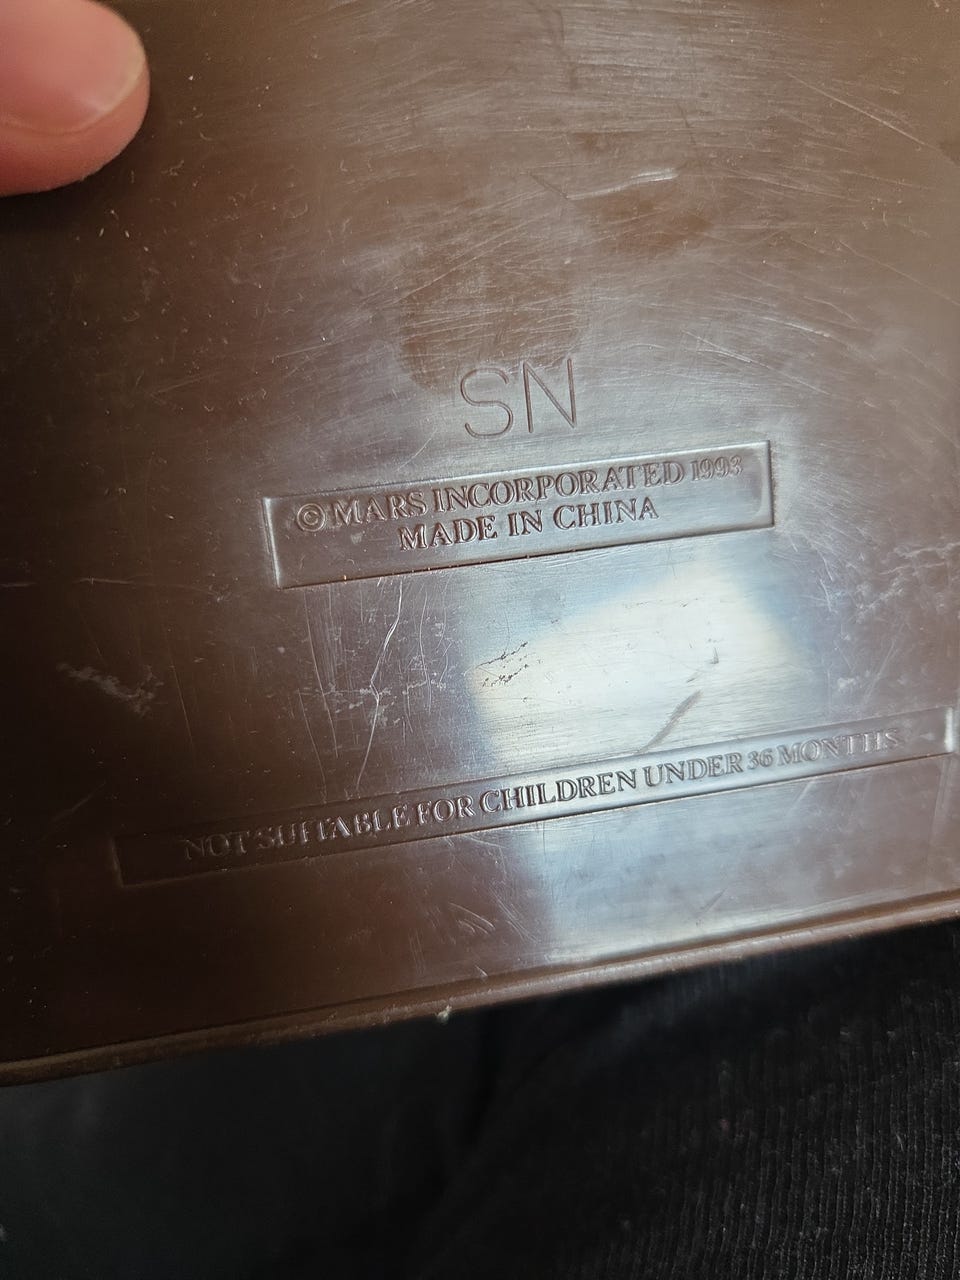 SN
© MARS INCORPORATED 1993
MADE IN CHINA
NOT SUITABLE FOR CHILDREN UNDER 36 MONTHS